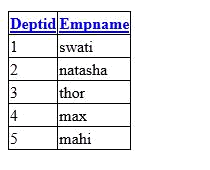 Deptid Empname
1 swati
2 natasha
3 thor
4 max
5 mahi